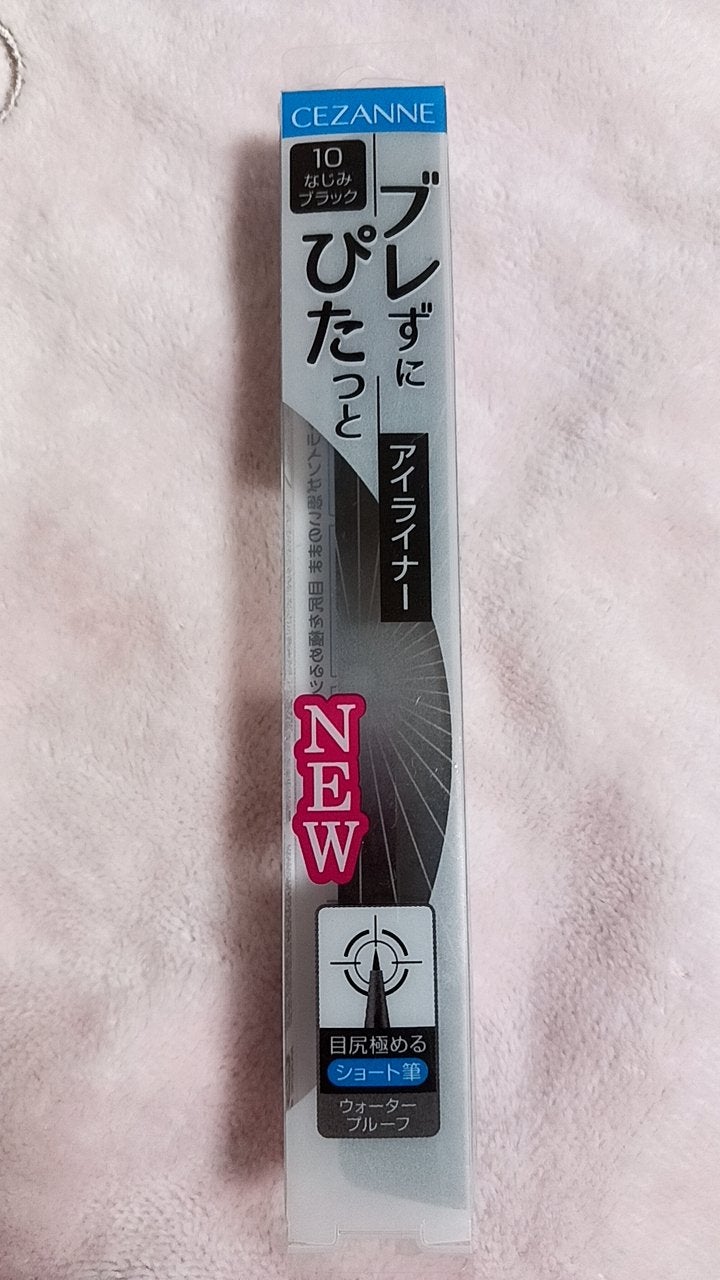 CEZANNE
10
なじみ
ブラック
ブレずに
ぴたっと
アイライナー
NEW
目尻極める
ショート筆
ウォーター
プルーフ